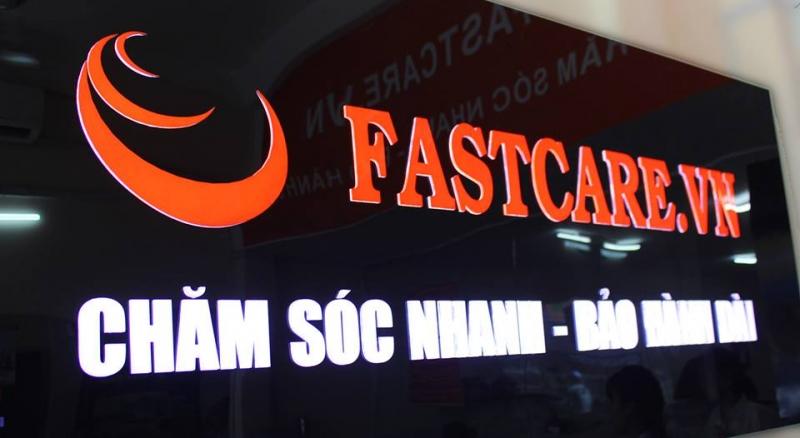 FASTCARE.VN
CHĂM SÓC NHANH - BẢO HÀNH DÀI